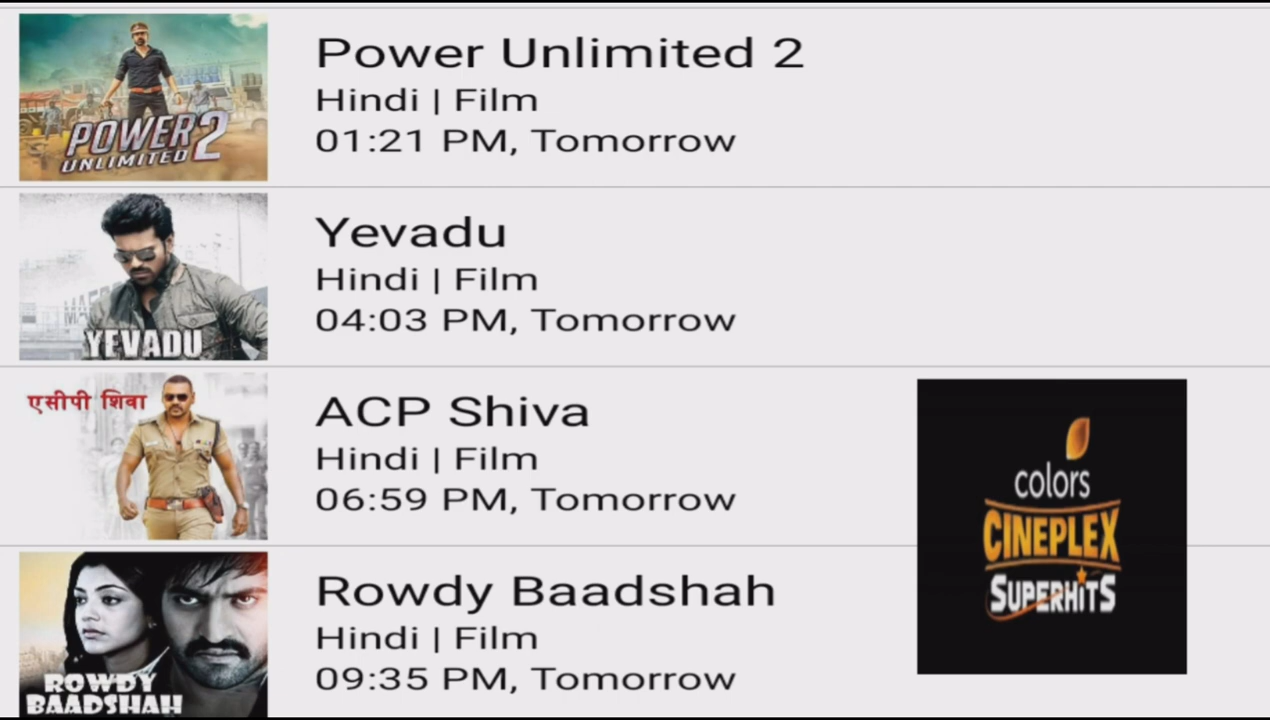 POWER 2
UNLIMITED
Power Unlimited 2
Hindi | Film
01:21 PM, Tomorrow
YEVADU
Yevadu
Hindi | Film
04:03 PM, Tomorrow
एसीपी शिवा
ACP Shiva
Hindi | Film
06:59 PM, Tomorrow
colors
CINEPLEX
SUPERHITS
ROWDY
BAADSHAH
Rowdy Baadshah
Hindi | Film
09:35 PM, Tomorrow